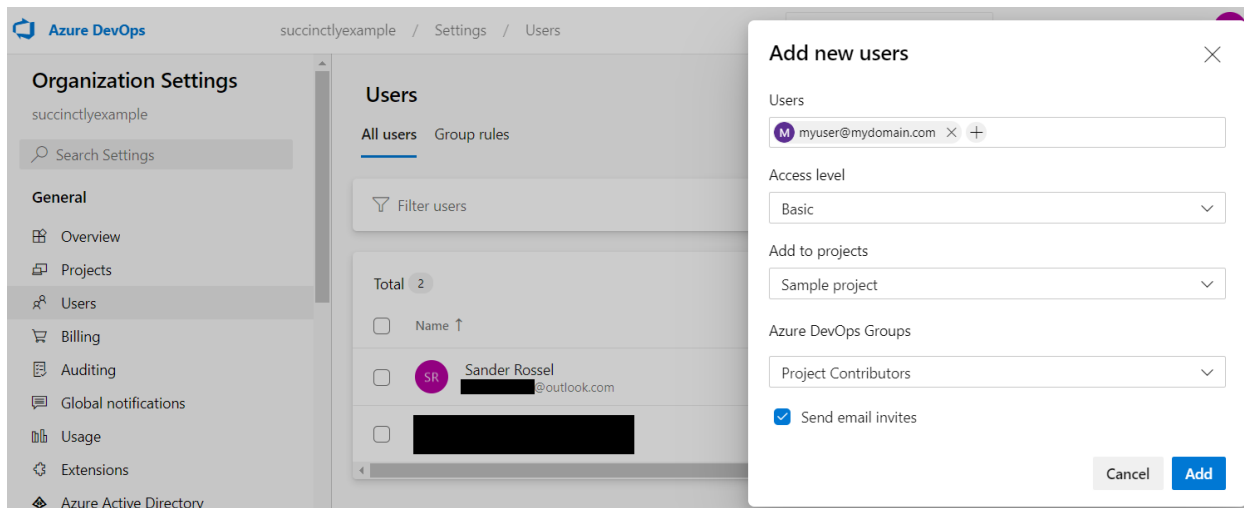 Azure DevOps
succinctlyexample / Settings / Users
Organization Settings
succinctlyexample
Search Settings
General
Overview
Projects
Users
Billing
Auditing
Global notifications
Usage
Extensions
Azure Active Directory
Users
All users Group rules
Filter users
Total 2
Name ↑
SR
Sander Rossel
@outlook.com
Add new users
Users
M myuser@mydomain.com
Access level
Basic
Add to projects
Sample project
Azure DevOps Groups
Project Contributors
Send email invites
Cancel Add